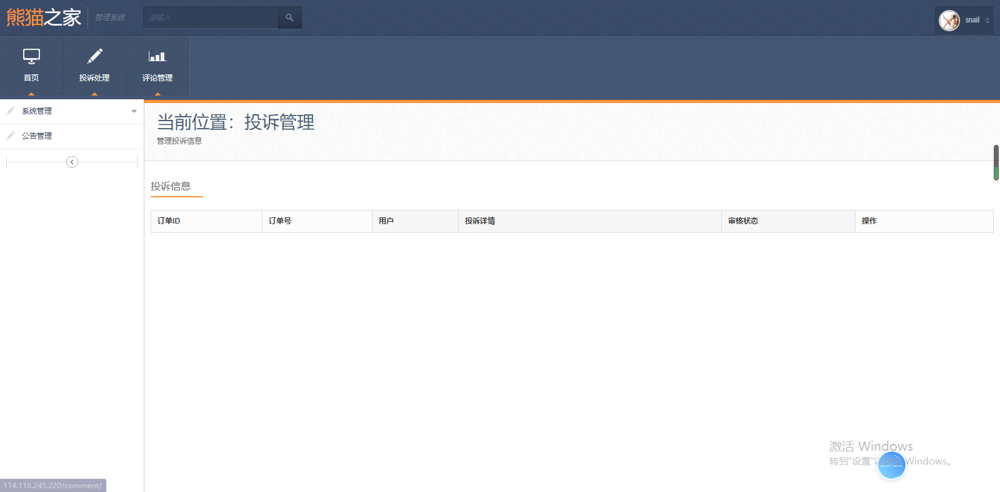 熊猫之家
管理系统
请输入
snail
首页
投诉处理
评论管理
系统管理
公告管理
当前位置：投诉管理
管理投诉信息
投诉信息
订单ID 订单号 用户 投诉详情 审核状态 操作
激活 Windows
转到"设置"以激活 Windows。
--:--
114.116.245.220/comment/